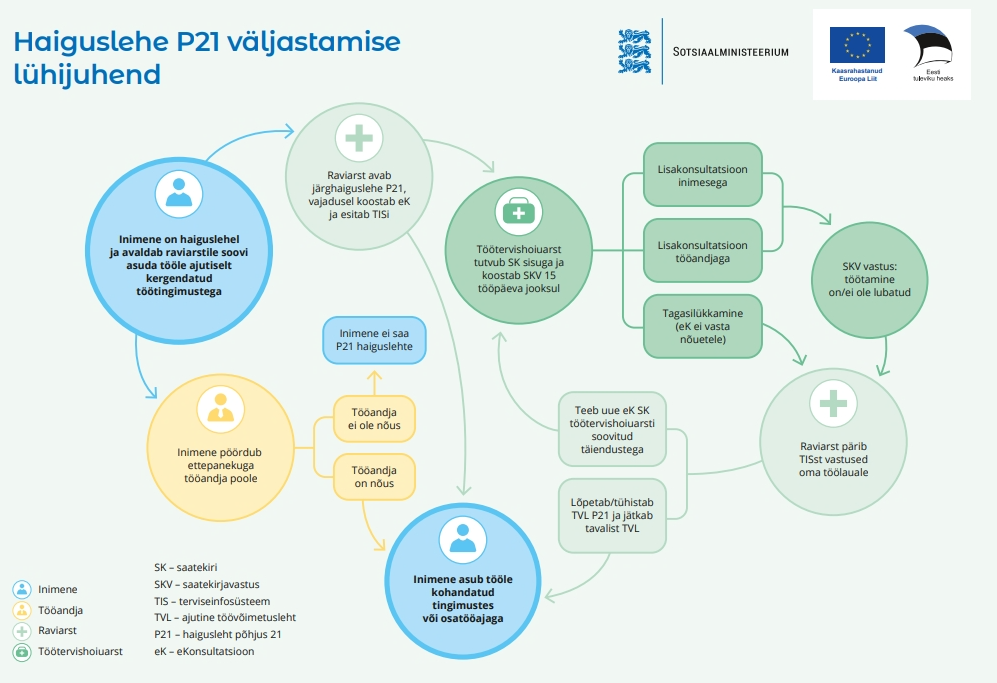 Haiguslehe P21 väljastamise
lühijuhend
SOTSIAALMINISTEERIUM
Kaasrahastanud
Euroopa Liit
Eesti
tuleviku heaks
Inimene on haiguslehel
ja avaldab raviarstile soovi
asuda tööle ajutiselt
kergendatud
töötingimustega
Raviarst avab
järghaiguslehe P21,
vajadusel koostab eK
ja esitab TISi
Töötervishoiuarst
tutvub SK sisuga ja
koostab SKV 15
tööpäeva jooksul
Lisakonsultatsioon
inimesega
Lisakonsultatsioon
tööandjaga
Tagasilükkamine
(eK ei vasta
nõuetele)
SKV vastus:
töötamine
on/ei ole lubatud
Inimene ei saa
P21 haiguslehte
Inimene pöördub
ettepanekuga
tööandja poole
Tööandja
ei ole nõus
Tööandja
on nõus
Teeb uue eK SK
töötervishoiuarsti
soovitud
täiendustega
Lõpetab/tühistab
TVL P21 ja jätkab
tavalist TVL
Raviarst pärib
TISst vastused
oma töölauale
Inimene asub tööle
kohandatud
tingimustes
või osatööajaga
Inimene
Tööandja
Raviarst
Töötervishoiuarst
SK – saatekiri
SKV – saatekirjavastus
TIS – terviseinfosüsteem
TVL – ajutine töövõimetusleht
P21 – haigusleht põhjus 21
eK – eKonsultatsioon